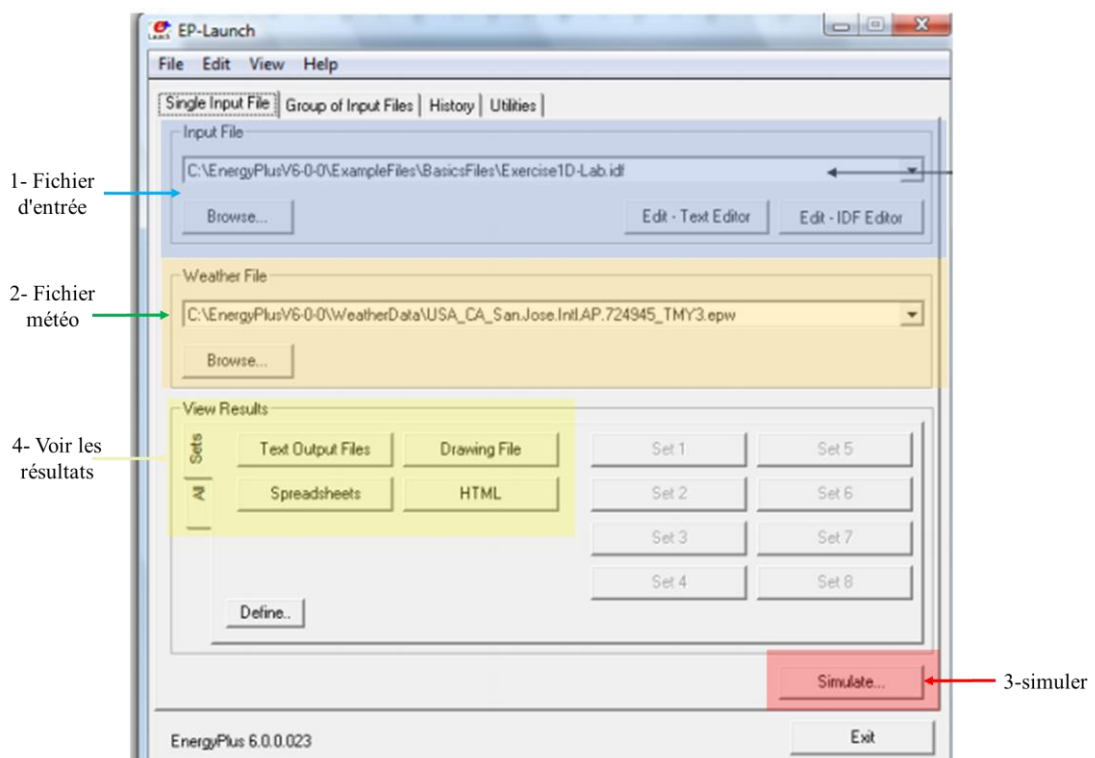 EP-Launch
File Edit View Help
Single Input File Group of Input Files History Utilities
Input File
C:\EnergyPlusV6-0-0\ExampleFiles\BasicsFiles\Exercise1D-Lab.idf
1- Fichier
d'entrée
Browse... Edit - Text Editor Edit - IDF Editor
Weather File
2- Fichier
météo
C:\EnergyPlusV6-0-0\WeatherData\USA_CA_San.Jose.Intl.AP.724945_TMY3.epw
Browse...
View Results
4- Voir les
résultats
Sets
All
Text Output Files Drawing File Set 1 Set 5
Spreadsheets HTML Set 2 Set 6
Set 3 Set 7
Set 4 Set 8
Define..
Simulate...
3-simuler
EnergyPlus 6.0.0.023 Exit